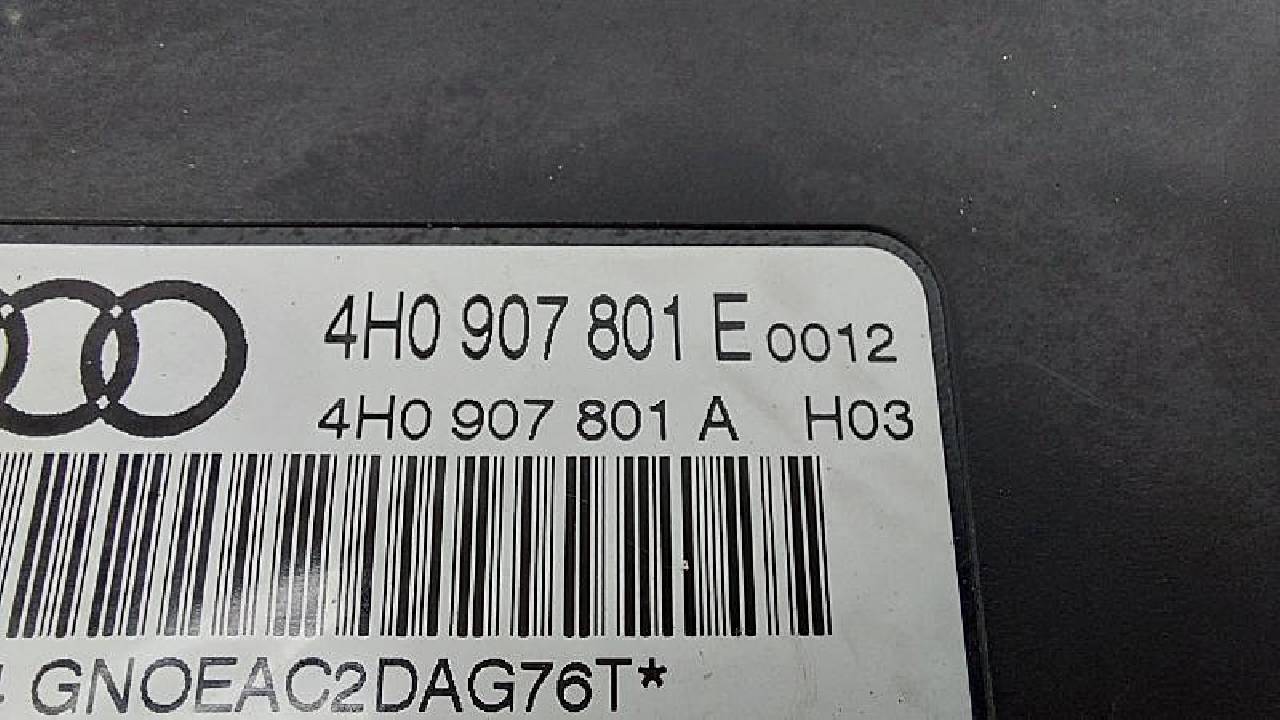 4H0 907 801 E 0012
4H0 907 801 A H03
GNOEAC2DAG76T*